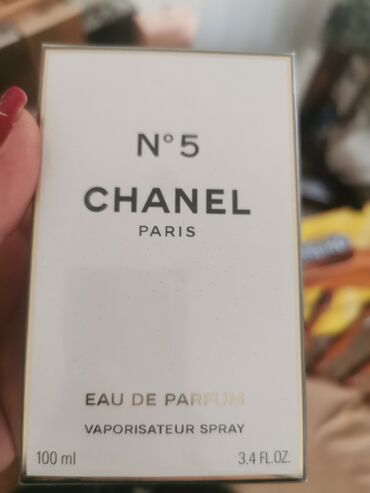 N°5
CHANEL
PARIS
EAU DE PARFUM
VAPORISATEUR SPRAY
100 ml 3.4 FL.OZ.